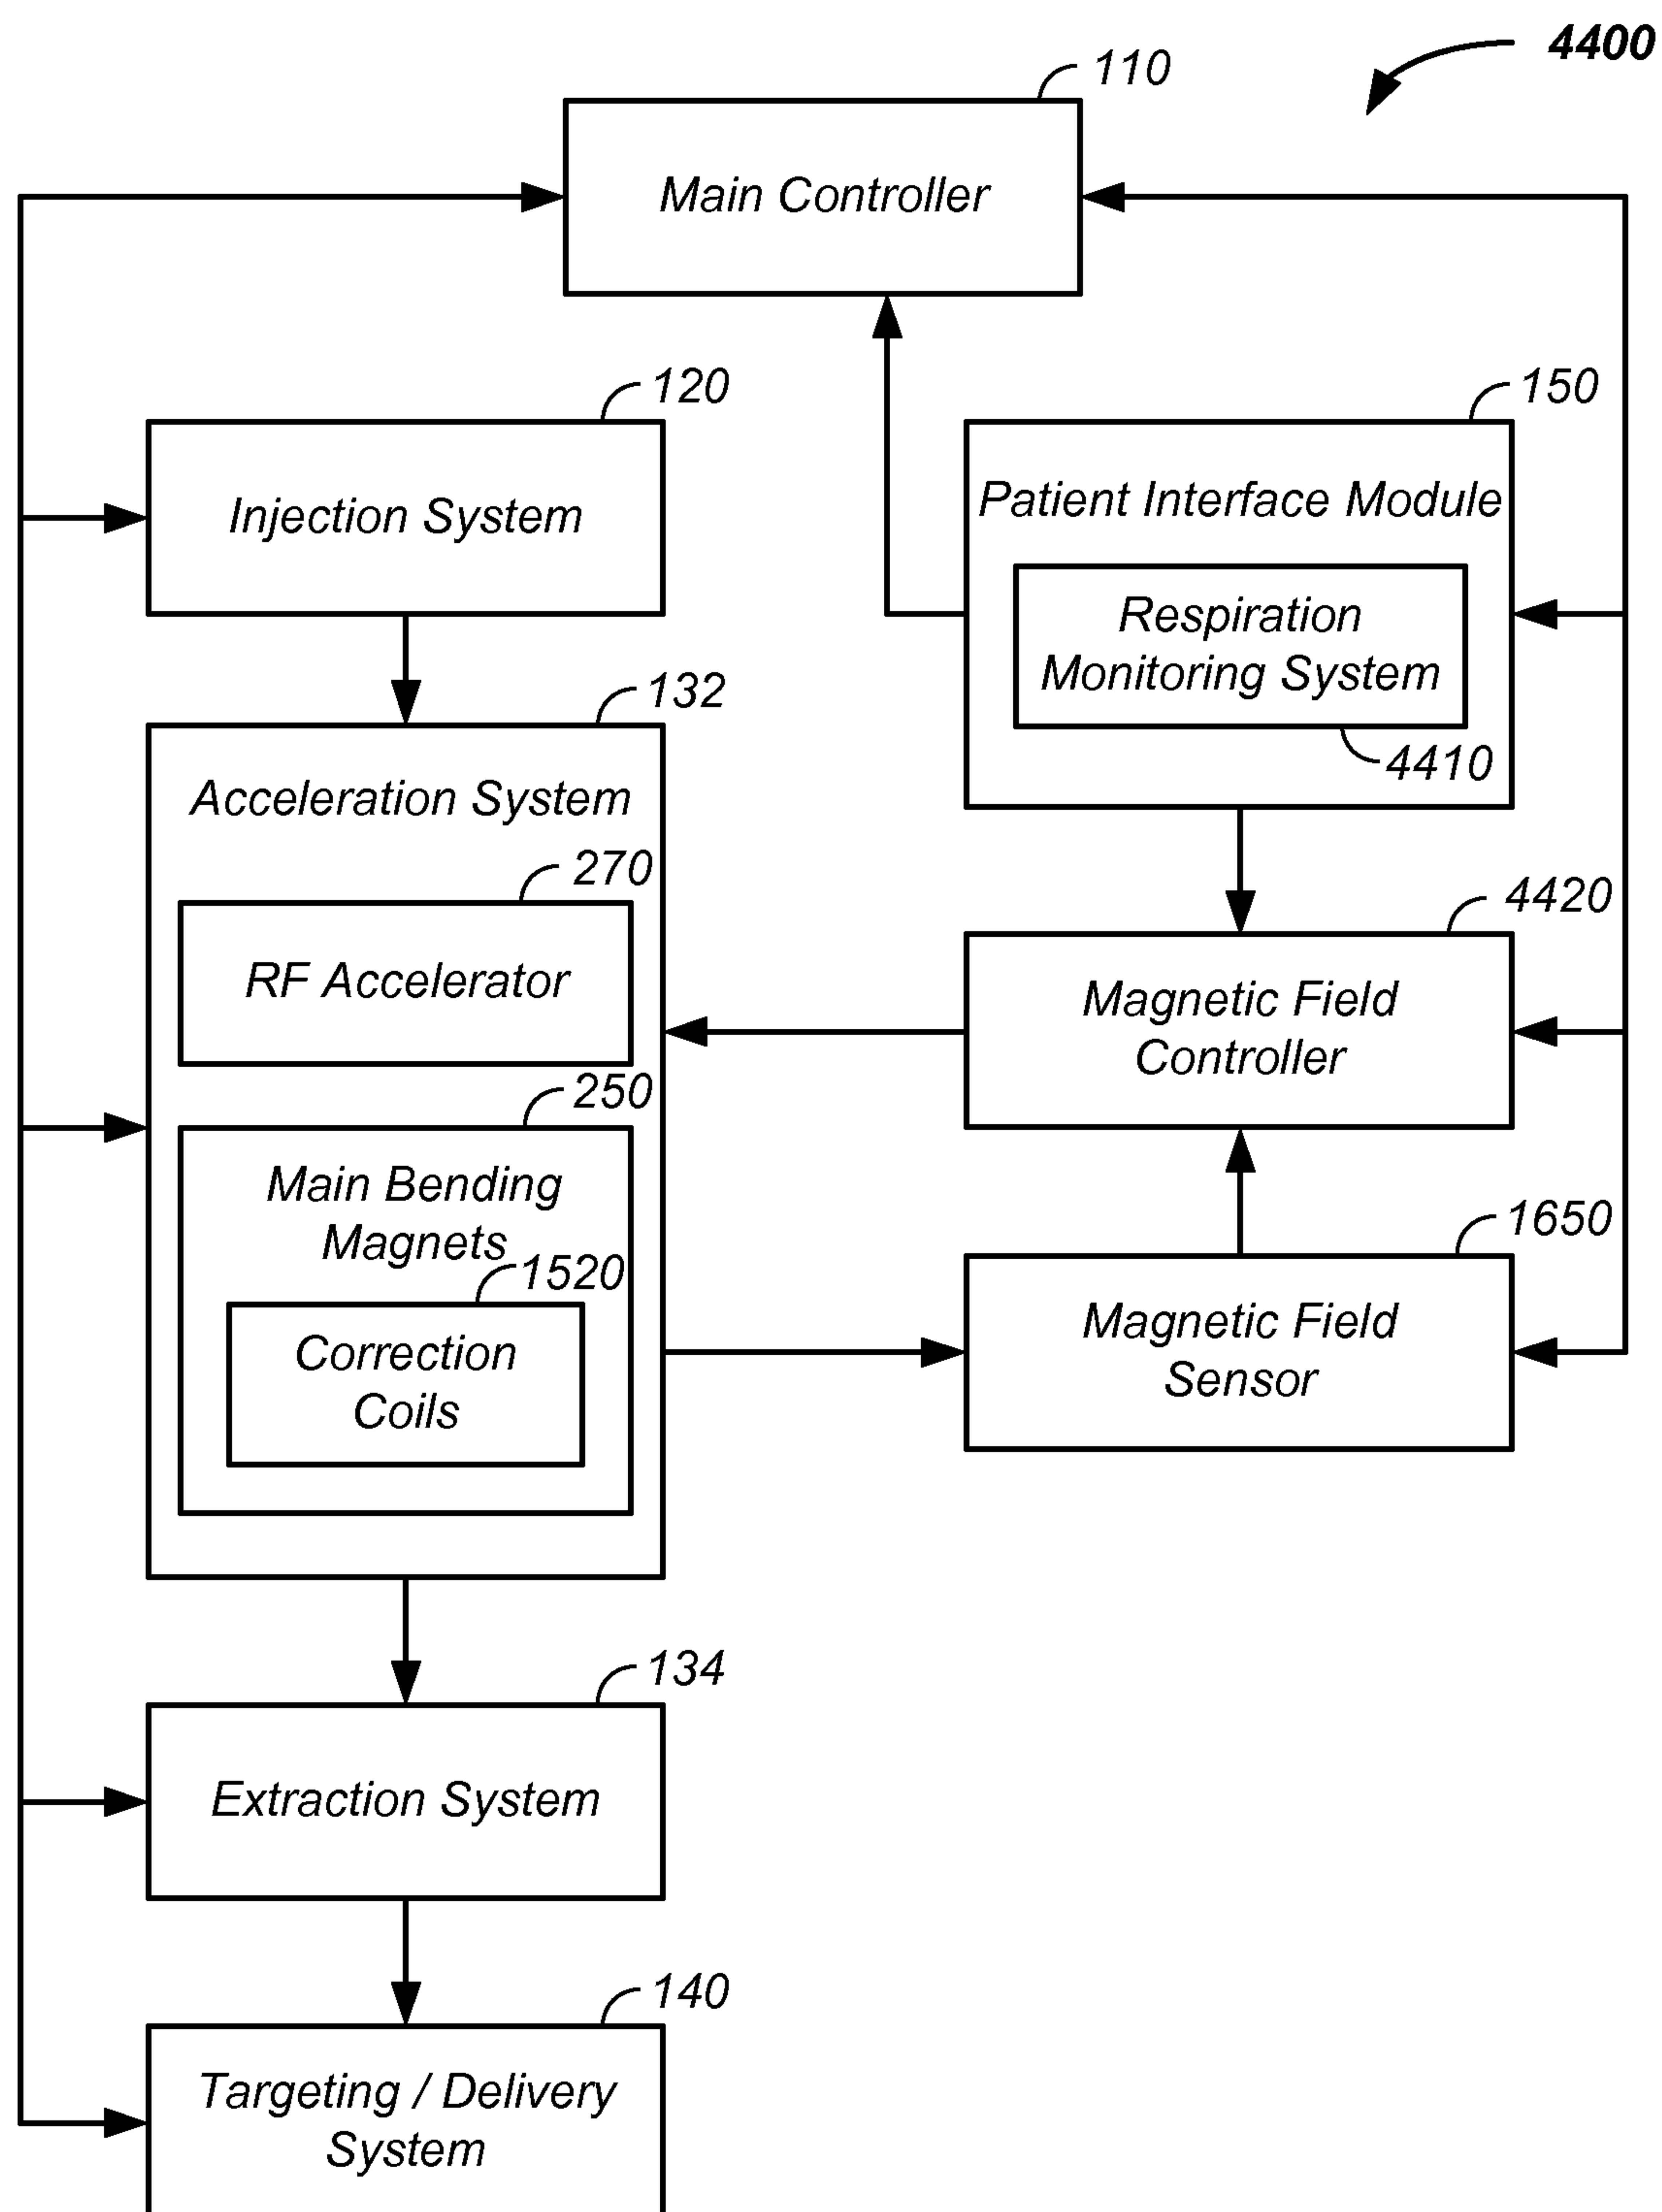 4400
110
Main Controller
120
Injection System
150
Patient Interface Module
Respiration
Monitoring System
4410
132
Acceleration System
270
RF Accelerator
250
Main Bending
Magnets
1520
Correction
Coils
4420
Magnetic Field
Controller
1650
Magnetic Field
Sensor
134
Extraction System
140
Targeting / Delivery
System